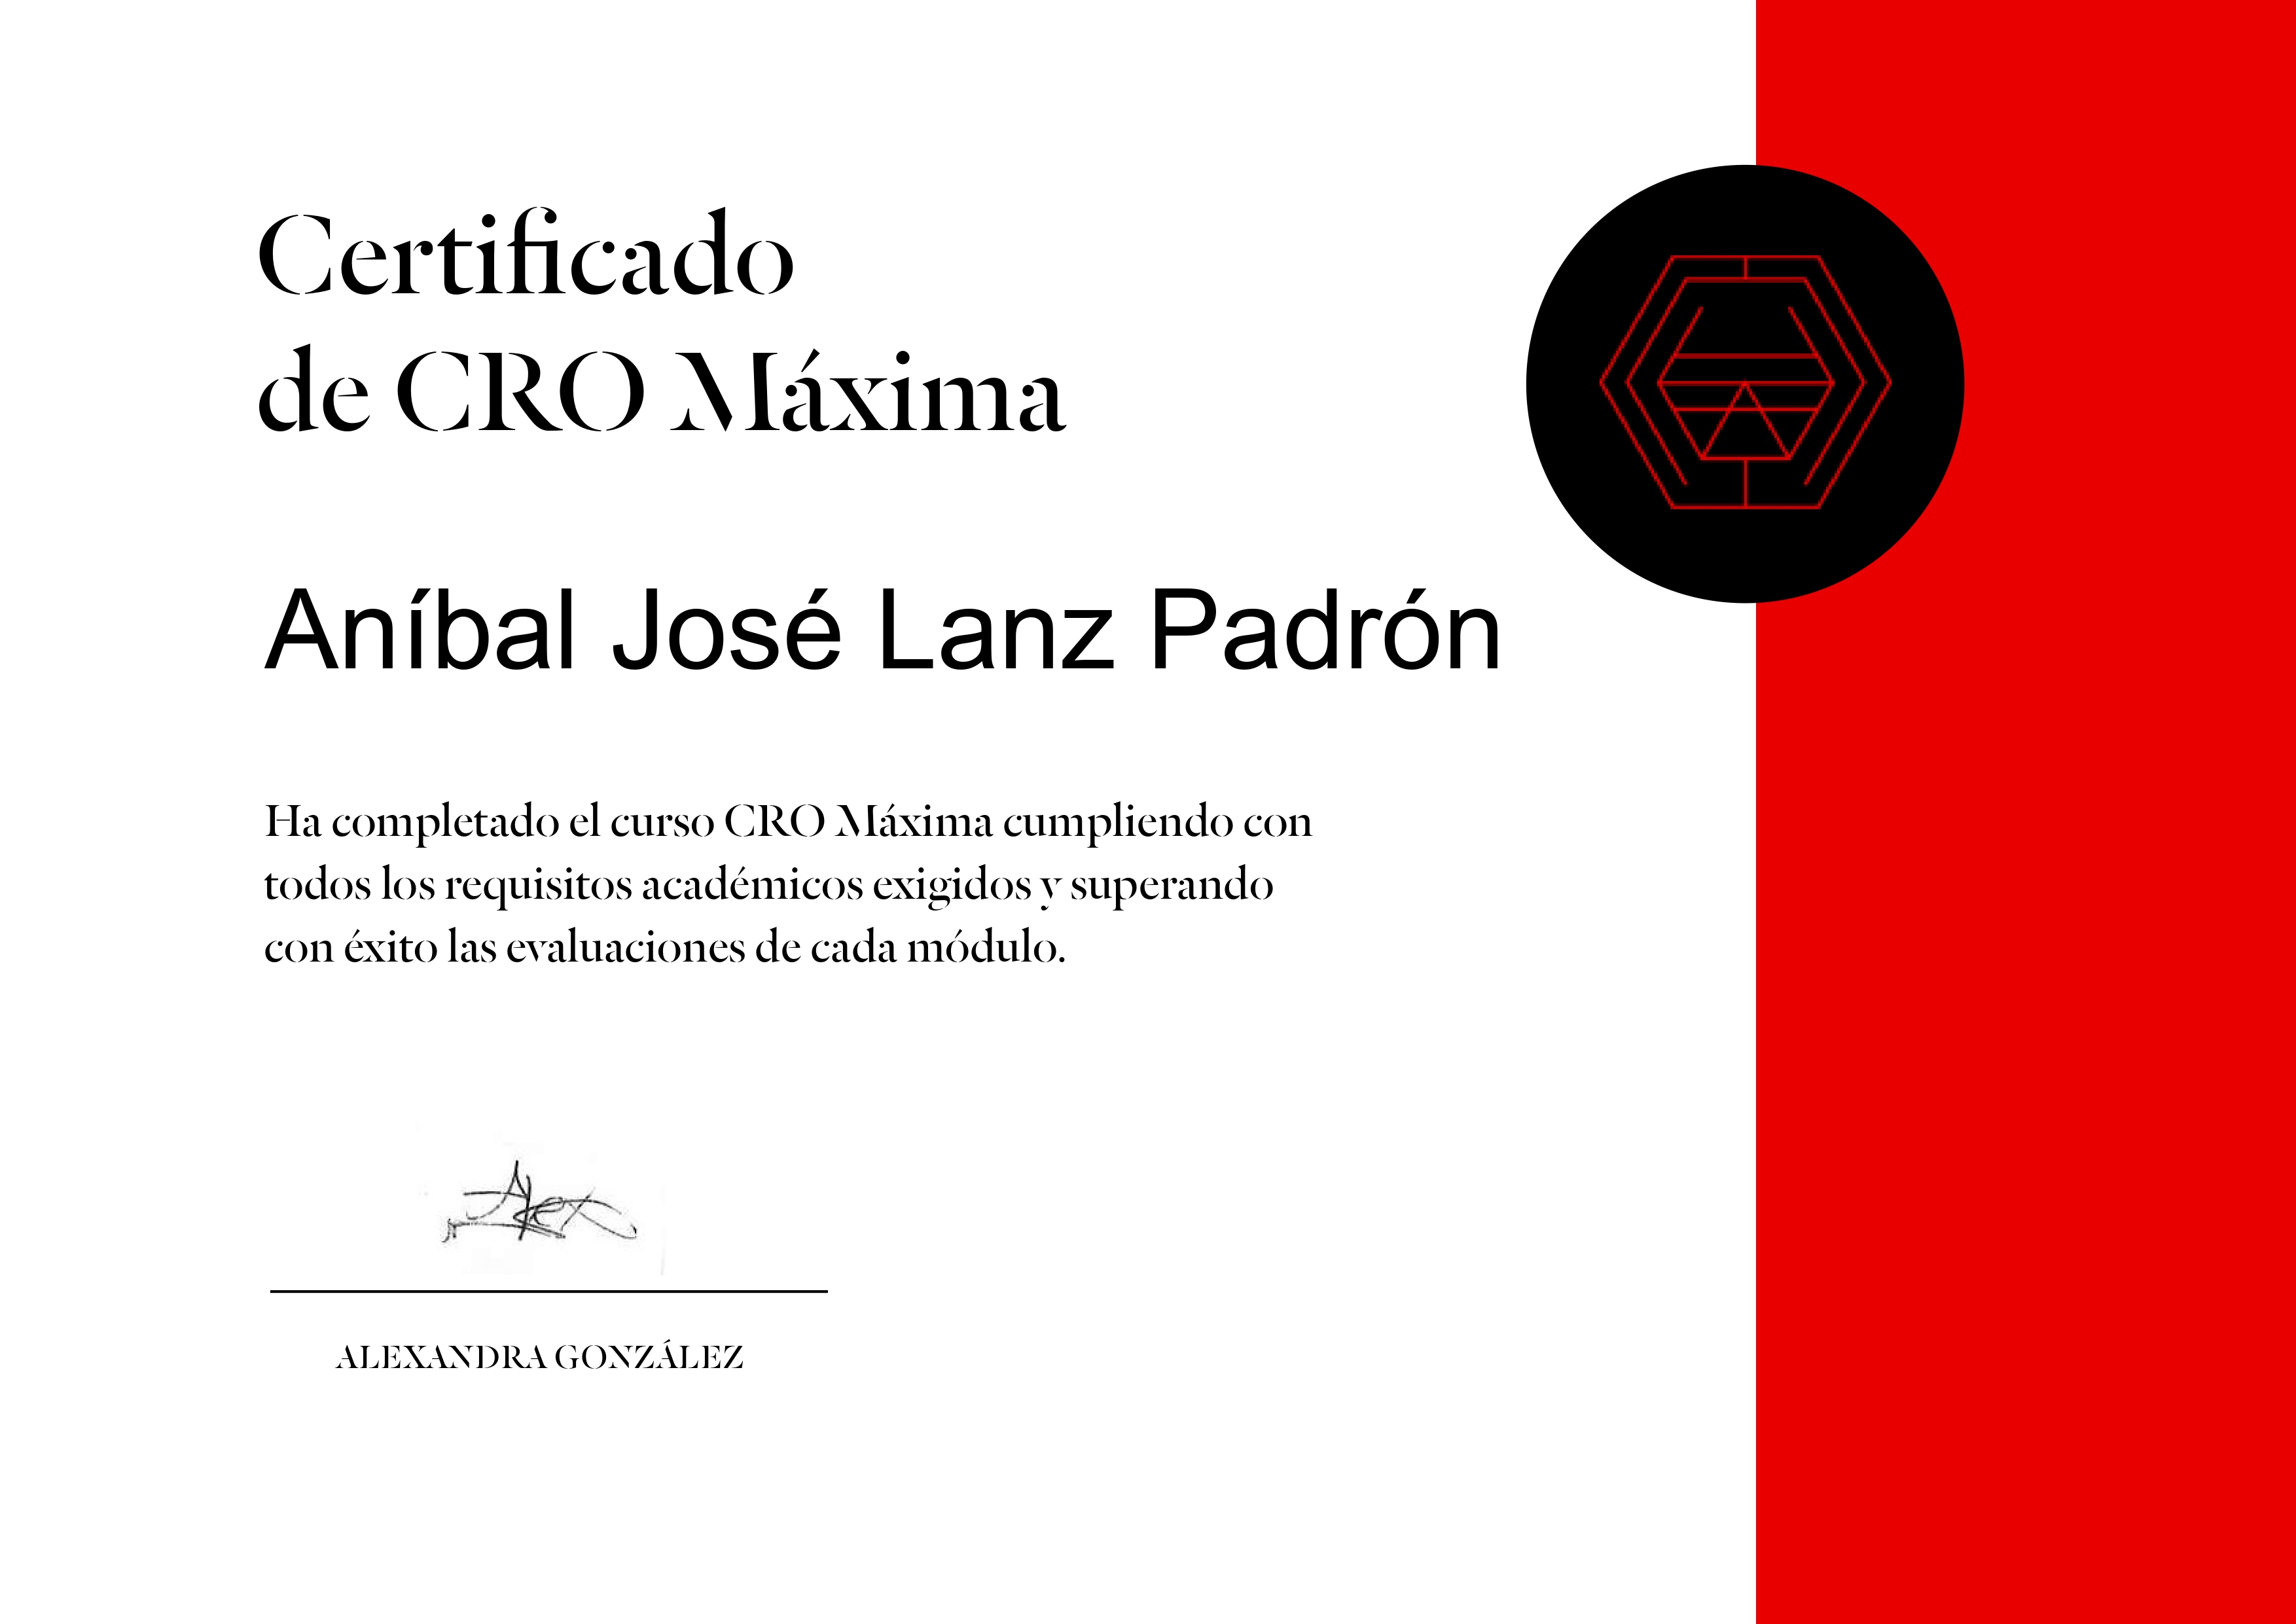 Certificado
de CRO Máxima
Aníbal José Lanz Padrón
Ha completado el curso CRO Máxima cumpliendo con
todos los requisitos académicos exigidos y superando
con éxito las evaluaciones de cada módulo.
Alex
ALEXANDRA GONZÁLEZ